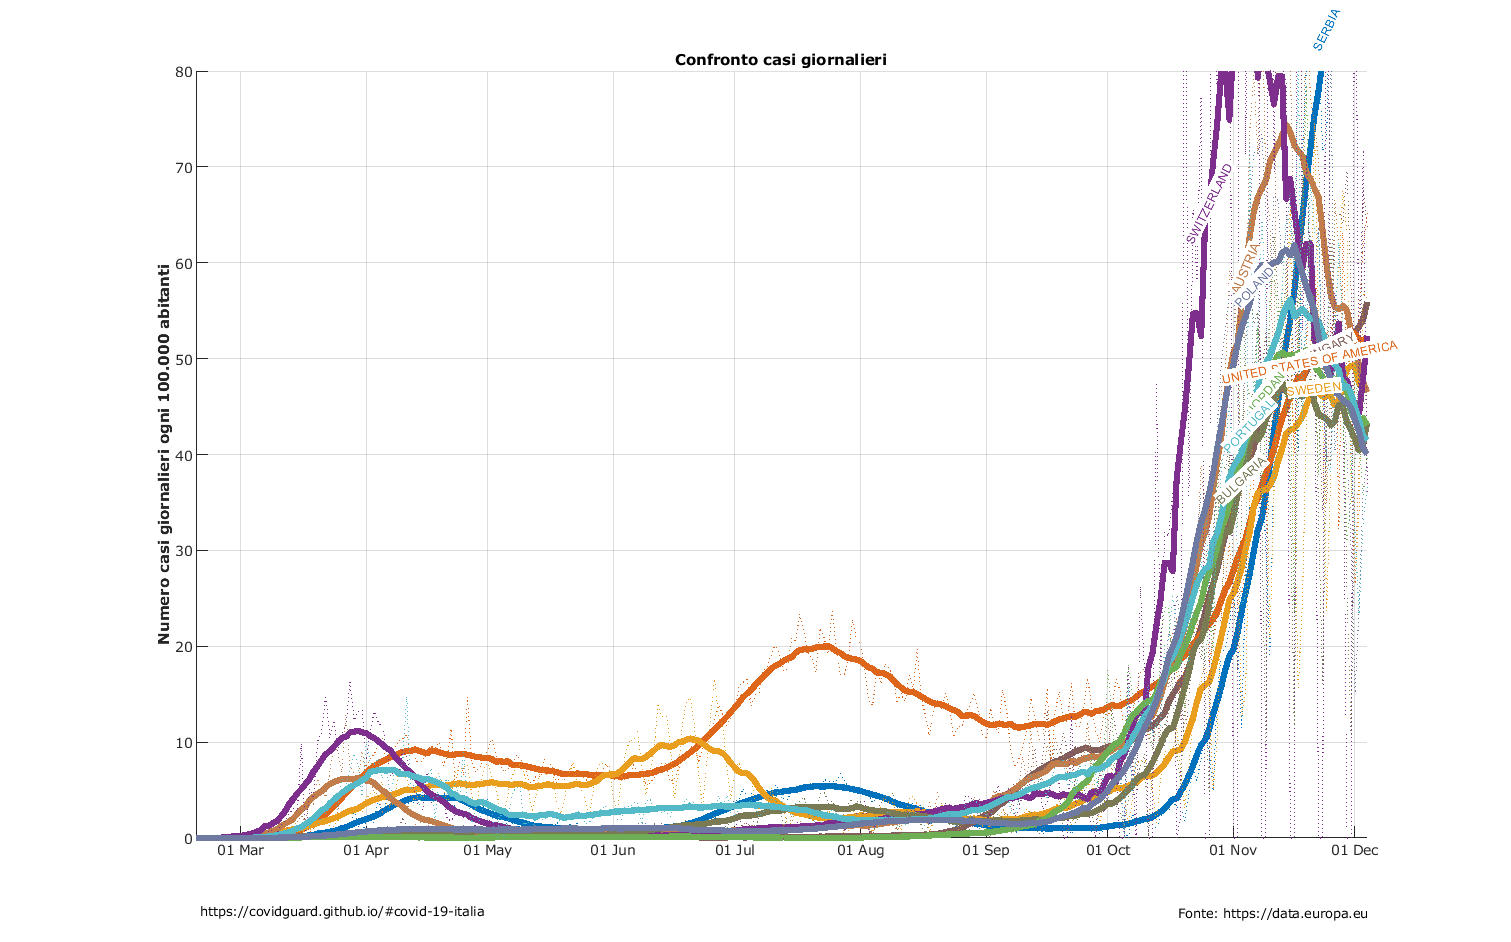 SERBIA
Confronto casi giornalieri
Numero casi giornalieri ogni 100.000 abitanti
80
70
60
50
40
30
20
10
0
SWITZERLAND
AUSTRIA
POLAND
UNITED STATES OF AMERICA
SWEDEN
PORTUGAL
BULGARIA
01 Mar
01 Apr
01 May
01 Jun
01 Jul
01 Aug
01 Sep
01 Oct
01 Nov
01 Dec
https://covidguard.github.io/#covid-19-italia
Fonte: https://data.europa.eu